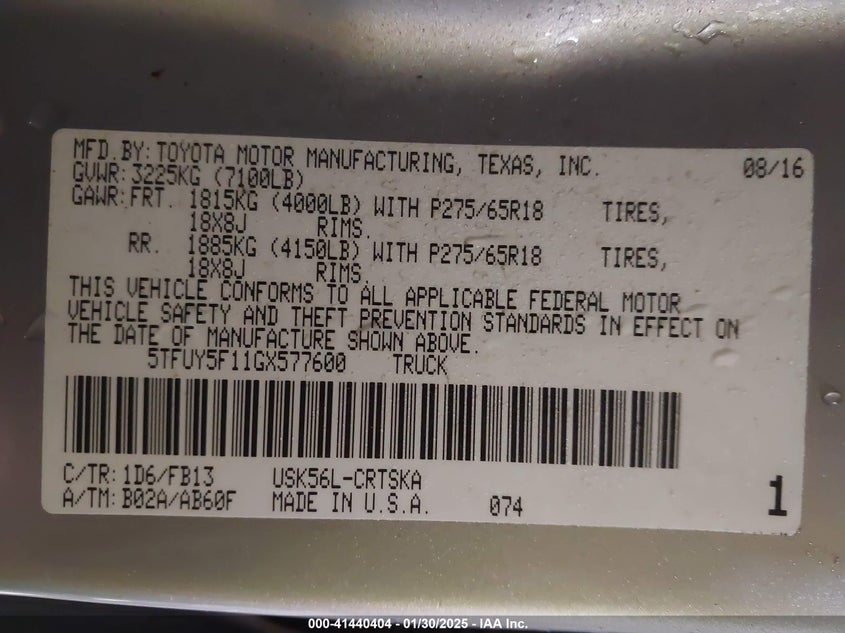 MFD. BY: TOYOTA MOTOR MANUFACTURING, TEXAS, INC. 08/16
GVWR: 3225KG (7100LB)
GAWR: FRT. 1815KG (4000LB) WITH P275/65R18 TIRES,
18X8J RIMS.
RR. 1885KG (4150LB) WITH P275/65R18 TIRES,
18X8J RIMS.
THIS VEHICLE CONFORMS TO ALL APPLICABLE FEDERAL MOTOR
VEHICLE SAFETY AND THEFT PREVENTION STANDARDS IN EFFECT ON
THE DATE OF MANUFACTURE SHOWN ABOVE.
5TFUY5F11GX577600 TRUCK
C/TR: 1D6/FB13 USK56L-CRTSKA
A/TM: B02A/AB60F MADE IN U.S.A. 074 1
000-41440404 - 01/30/2025 - IAA Inc.